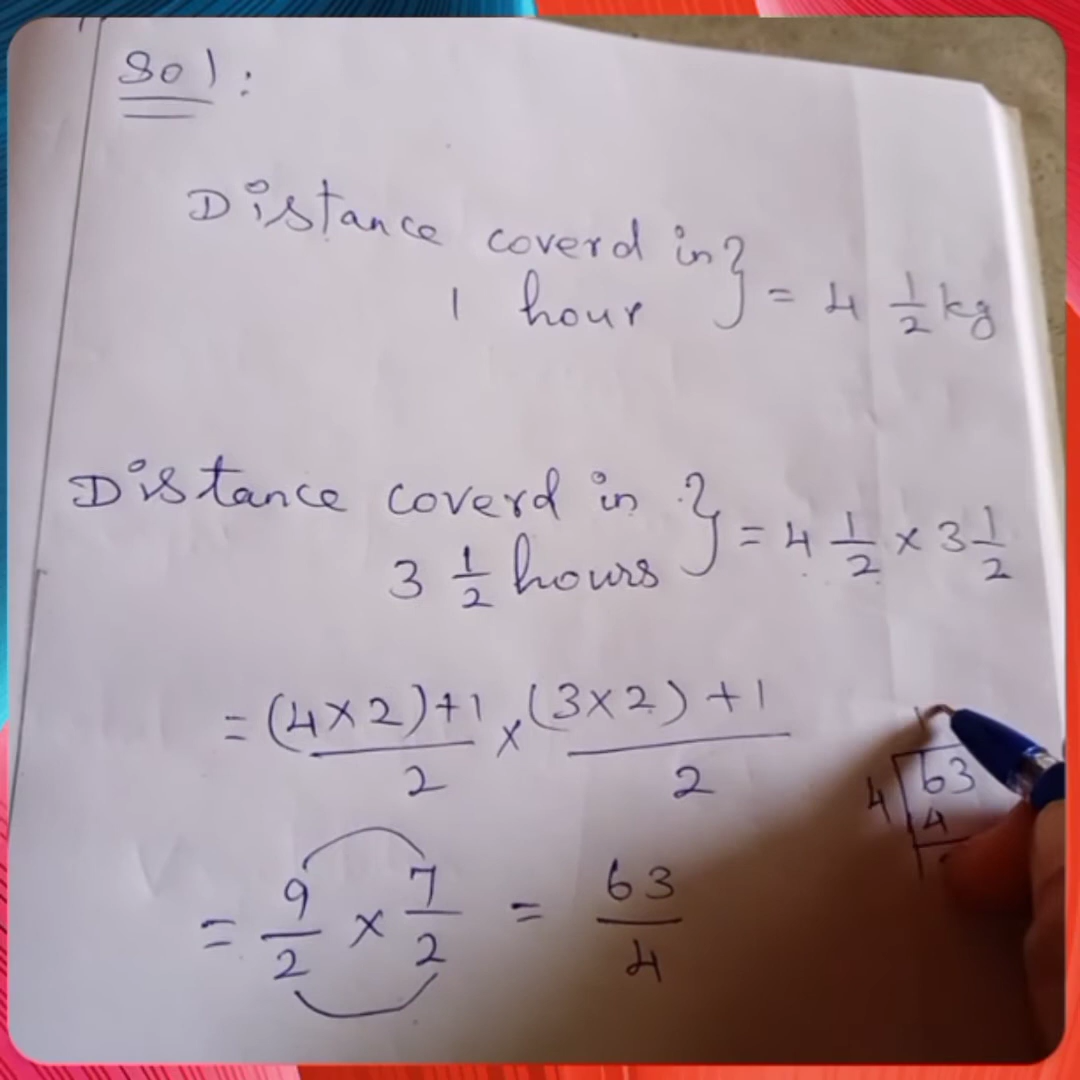 Sol:
Distance coverd in }
1 hour } = 4 1/2 kg
Distance coverd in }
3 1/2 hours } = 4 1/2 × 3 1/2
= (4×2)+1/2 × (3×2)+1/2
4 63
4
= 9/2 × 7/2 = 63/4